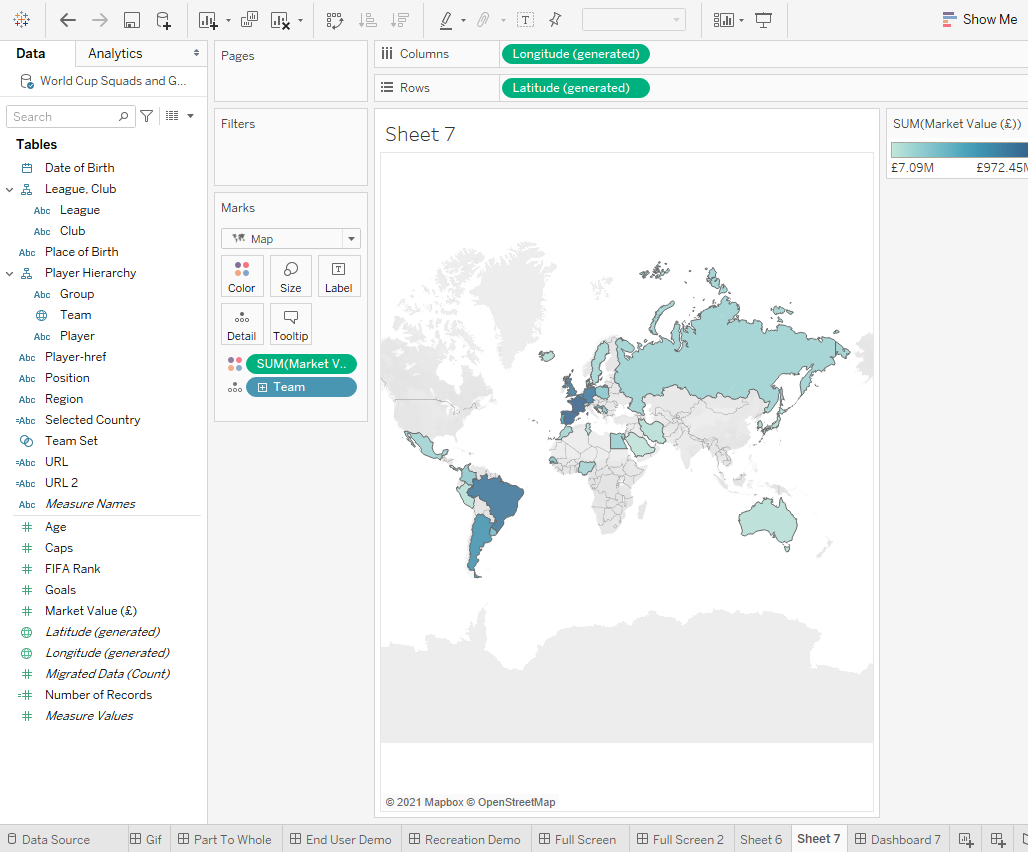 Show Me
Data
Analytics
World Cup Squads and G...
Search
Tables
Date of Birth
League, Club
Abc League
Abc Club
Abc Place of Birth
Player Hierarchy
Abc Group
Team
Abc Player
Abc Player-href
Abc Position
Abc Region
=Abc Selected Country
Team Set
=Abc URL
=Abc URL 2
Abc Measure Names
# Age
# Caps
# FIFA Rank
# Goals
# Market Value (£)
Latitude (generated)
Longitude (generated)
# Migrated Data (Count)
=# Number of Records
# Measure Values
Pages
Filters
Marks
Map
Color
Size
T
Label
Detail
Tooltip
SUM(Market V..
Team
Columns
Longitude (generated)
Rows
Latitude (generated)
Sheet 7
© 2021 Mapbox © OpenStreetMap
SUM(Market Value (£))
£7.09M £972.45M
Data Source
Gif
Part To Whole
End User Demo
Recreation Demo
Full Screen
Full Screen 2
Sheet 6
Sheet 7
Dashboard 7